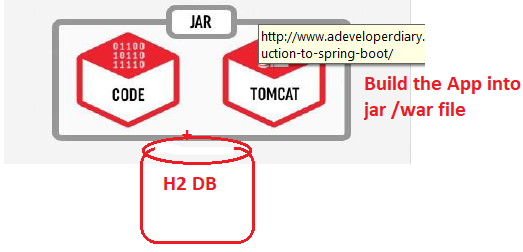 JAR
http://www.adeveloperdiary.
uction-to-spring-boot/
01100
10110
11110
CODE
TOMCAT
Build the App into
jar /war file
H2 DB